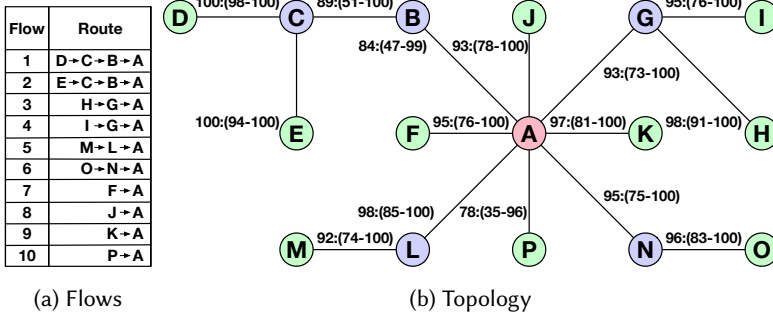 Flow Route
1 D→C→B→A
2 E→C→B→A
3 H→G→A
4 I→G→A
5 M→L→A
6 O→N→A
7 F→A
8 J→A
9 K→A
10 P→A
(a) Flows
100:(98-100) 89:(51-100) 95:(76-100)
D C B J G I
84:(47-99) 93:(78-100)
93:(73-100)
100:(94-100) 95:(76-100) 97:(81-100) 98:(91-100)
E F A K H
95:(75-100)
98:(85-100) 78:(35-96)
92:(74-100) 96:(83-100)
M L P N O
(b) Topology